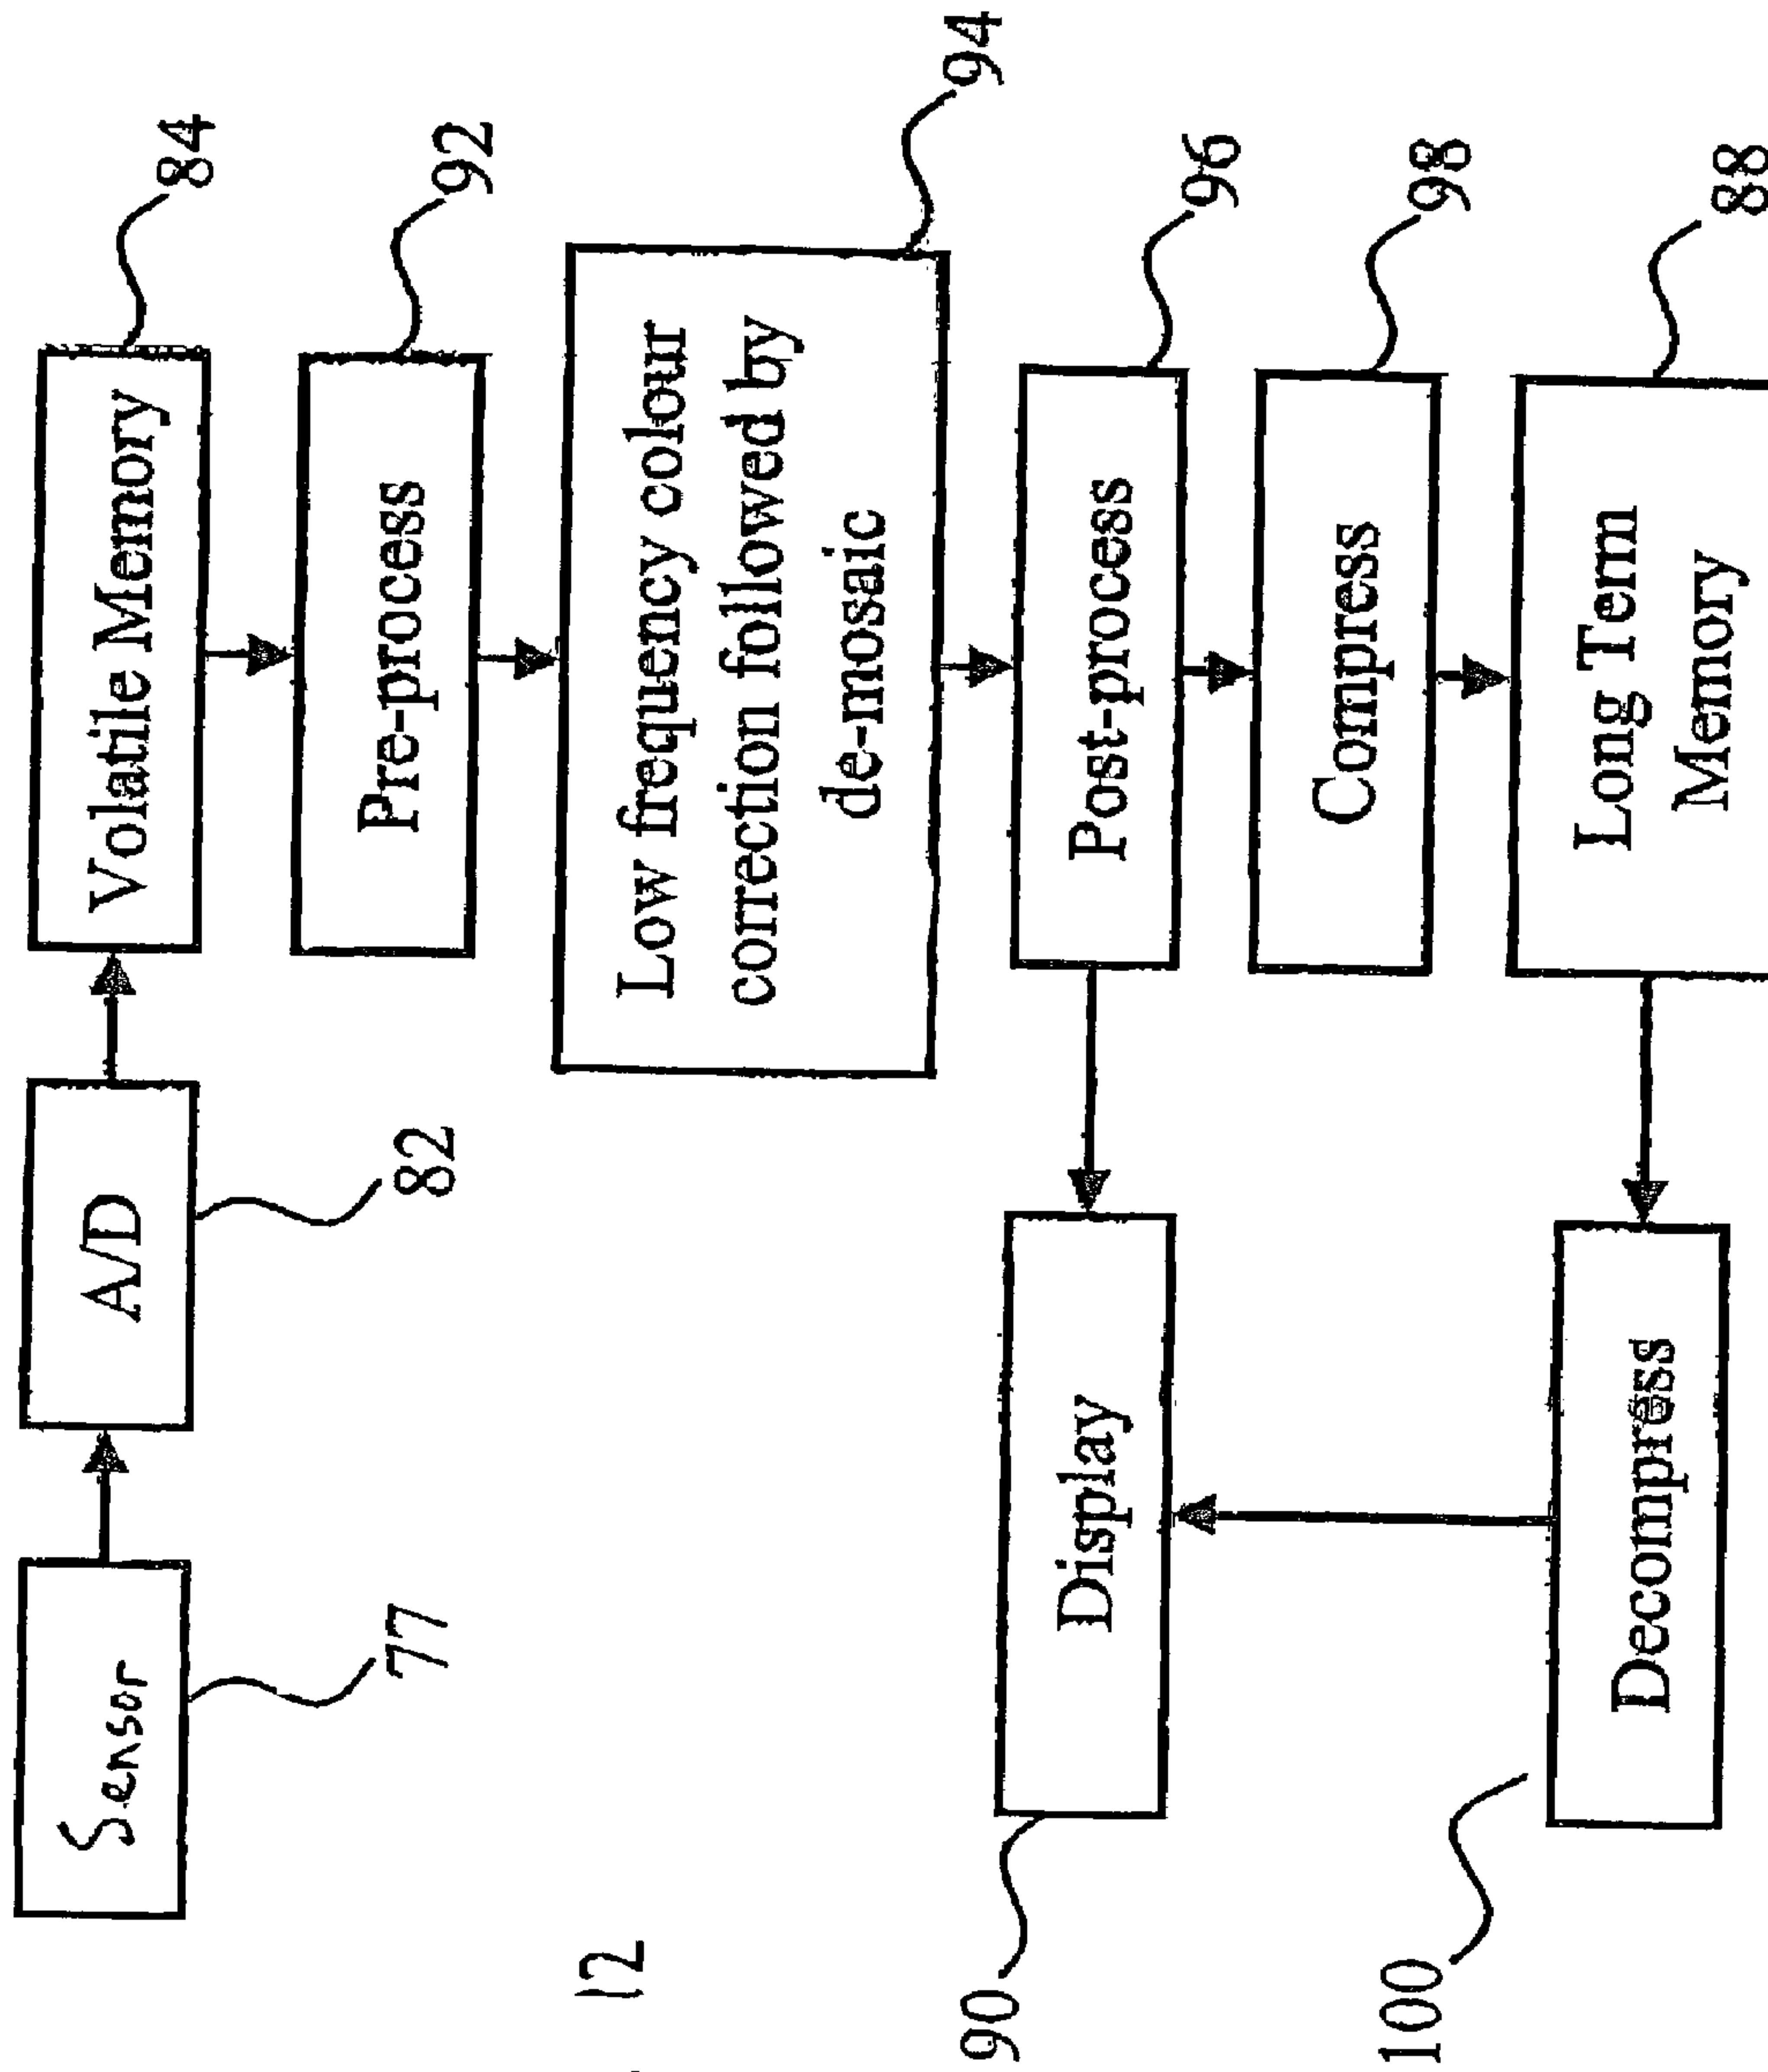 Sensor
77
A/D
82
Volatile Memory
84
Pre-process
92
Low frequency colour
correction followed by
de-mosaic
94
Post-process
96
Compress
98
Long Term
Memory
88
Display
90
Decompress
100
12